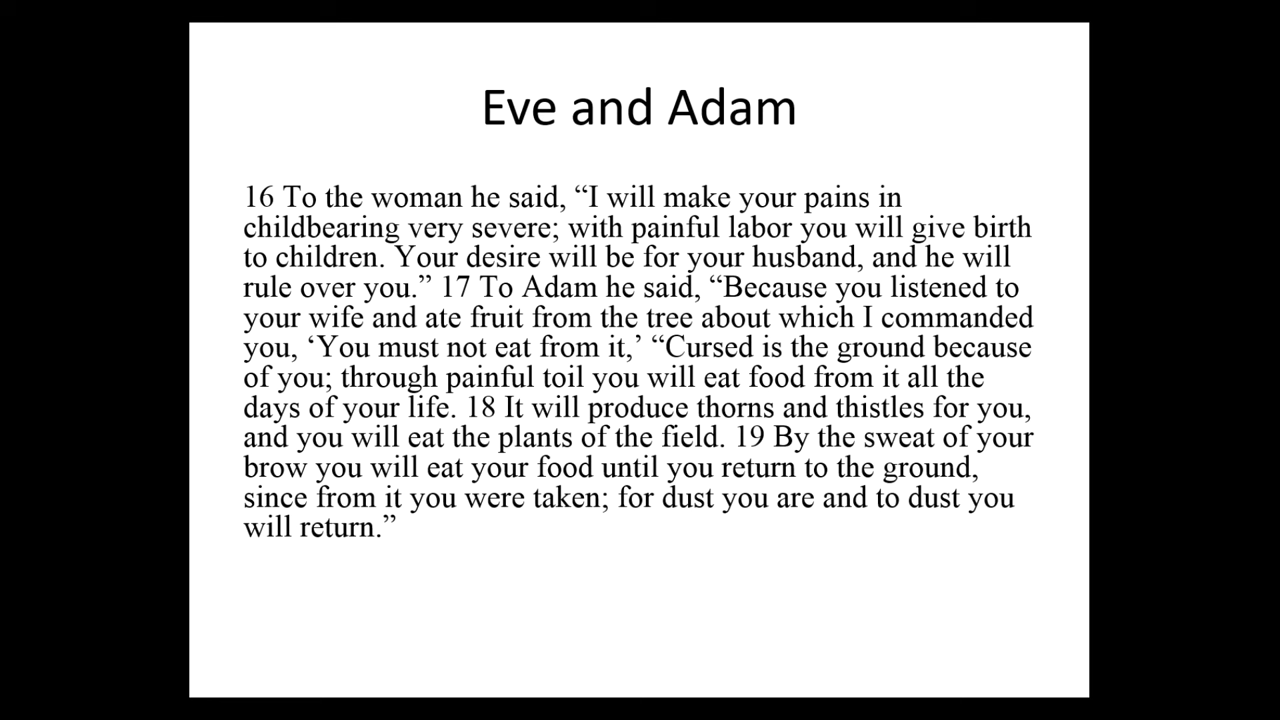 Eve and Adam
16 To the woman he said, “I will make your pains in
childbearing very severe; with painful labor you will give birth
to children. Your desire will be for your husband, and he will
rule over you.” 17 To Adam he said, “Because you listened to
your wife and ate fruit from the tree about which I commanded
you, ‘You must not eat from it,’ “Cursed is the ground because
of you; through painful toil you will eat food from it all the
days of your life. 18 It will produce thorns and thistles for you,
and you will eat the plants of the field. 19 By the sweat of your
brow you will eat your food until you return to the ground,
since from it you were taken; for dust you are and to dust you
will return.”